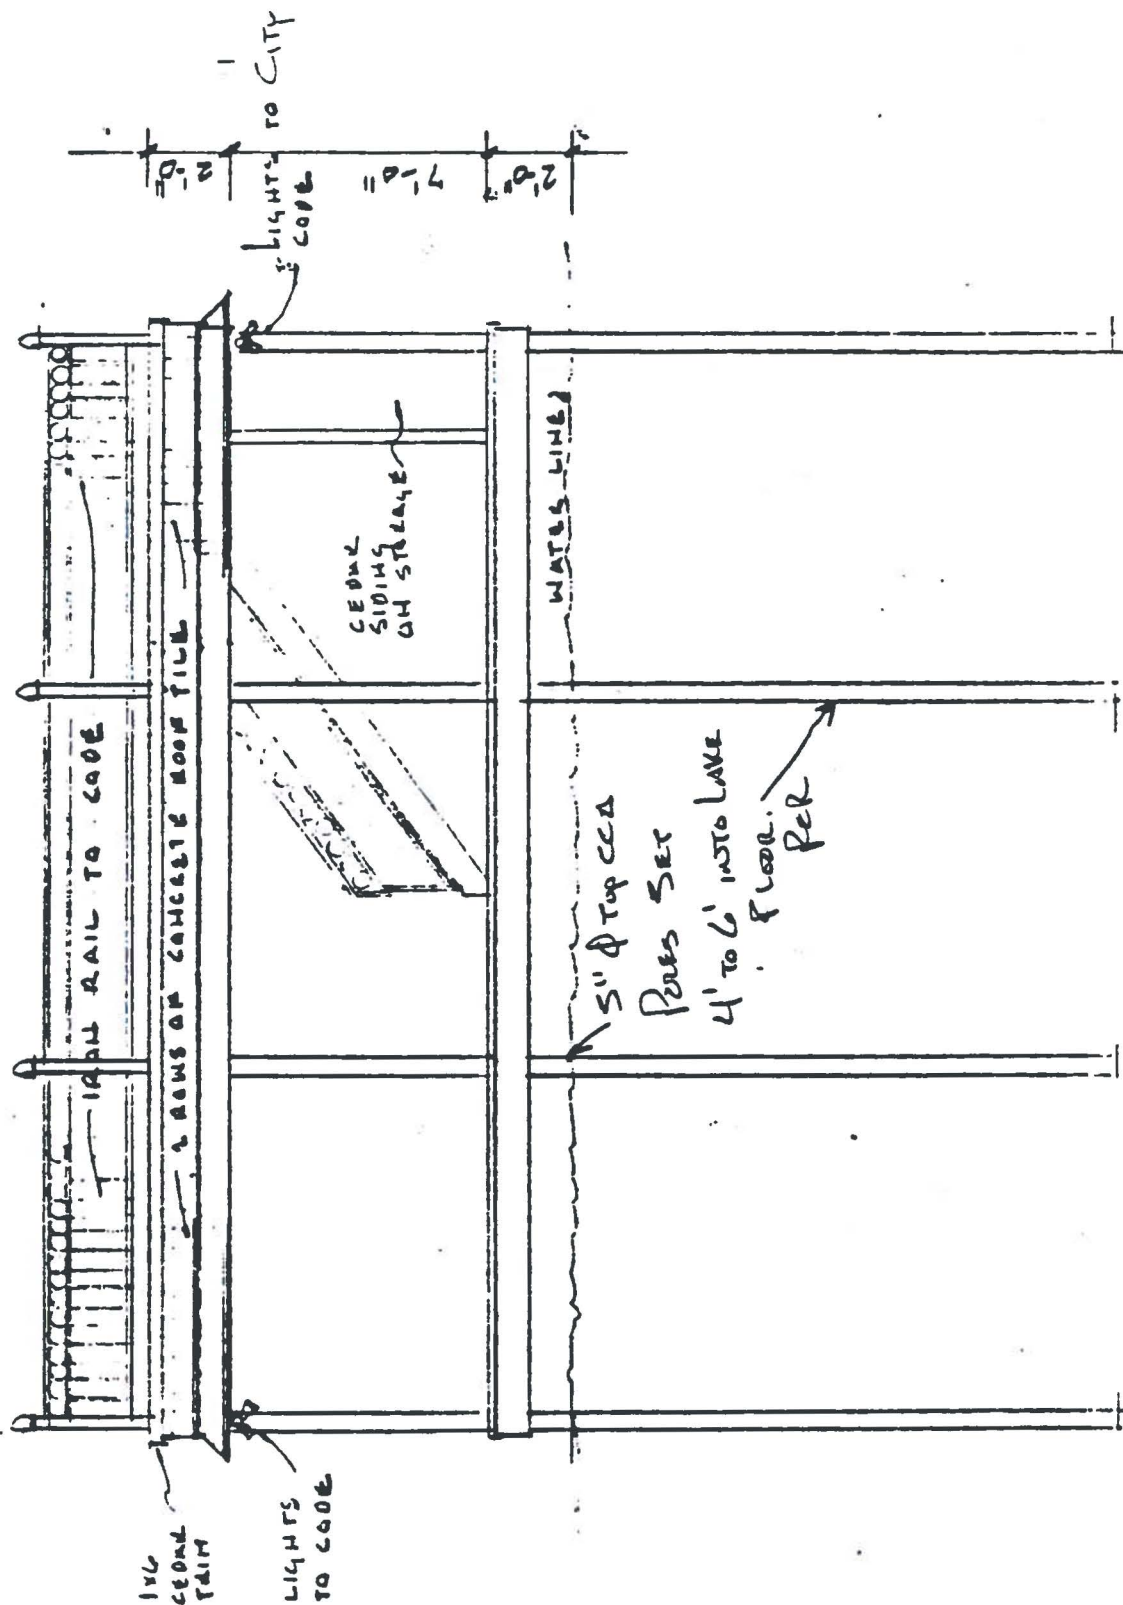 IRON RAIL TO CODE
2 ROWS OF CONCRETE ROOF TILE
1x6
CEDAR
TRIM
LIGHTS
TO CODE
LIGHTS TO CITY
CODE
2'-0"
7'-0"
2'-0"
CEDAR
SIDING
ON STORAGE
WATER LINE
5" Φ TOP CCA
POLES SET
4' TO 6' INTO LAKE
FLOOR.